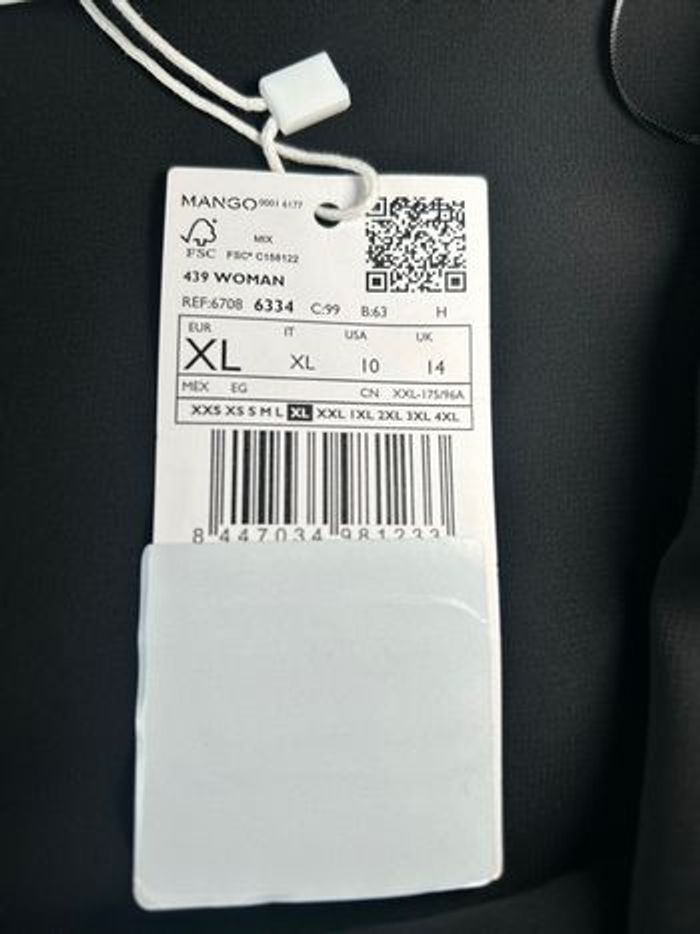 MANGO 0001 6177
MIX
FSC FSC® C158122
439 WOMAN
REF:6708 6334 C:99 B:63 H
EUR IT USA UK
XL XL 10 14
MEX EG CN XXL-175/96A
XXS XS S M L XL XXL 1XL 2XL 3XL 4XL
8 447034 981233